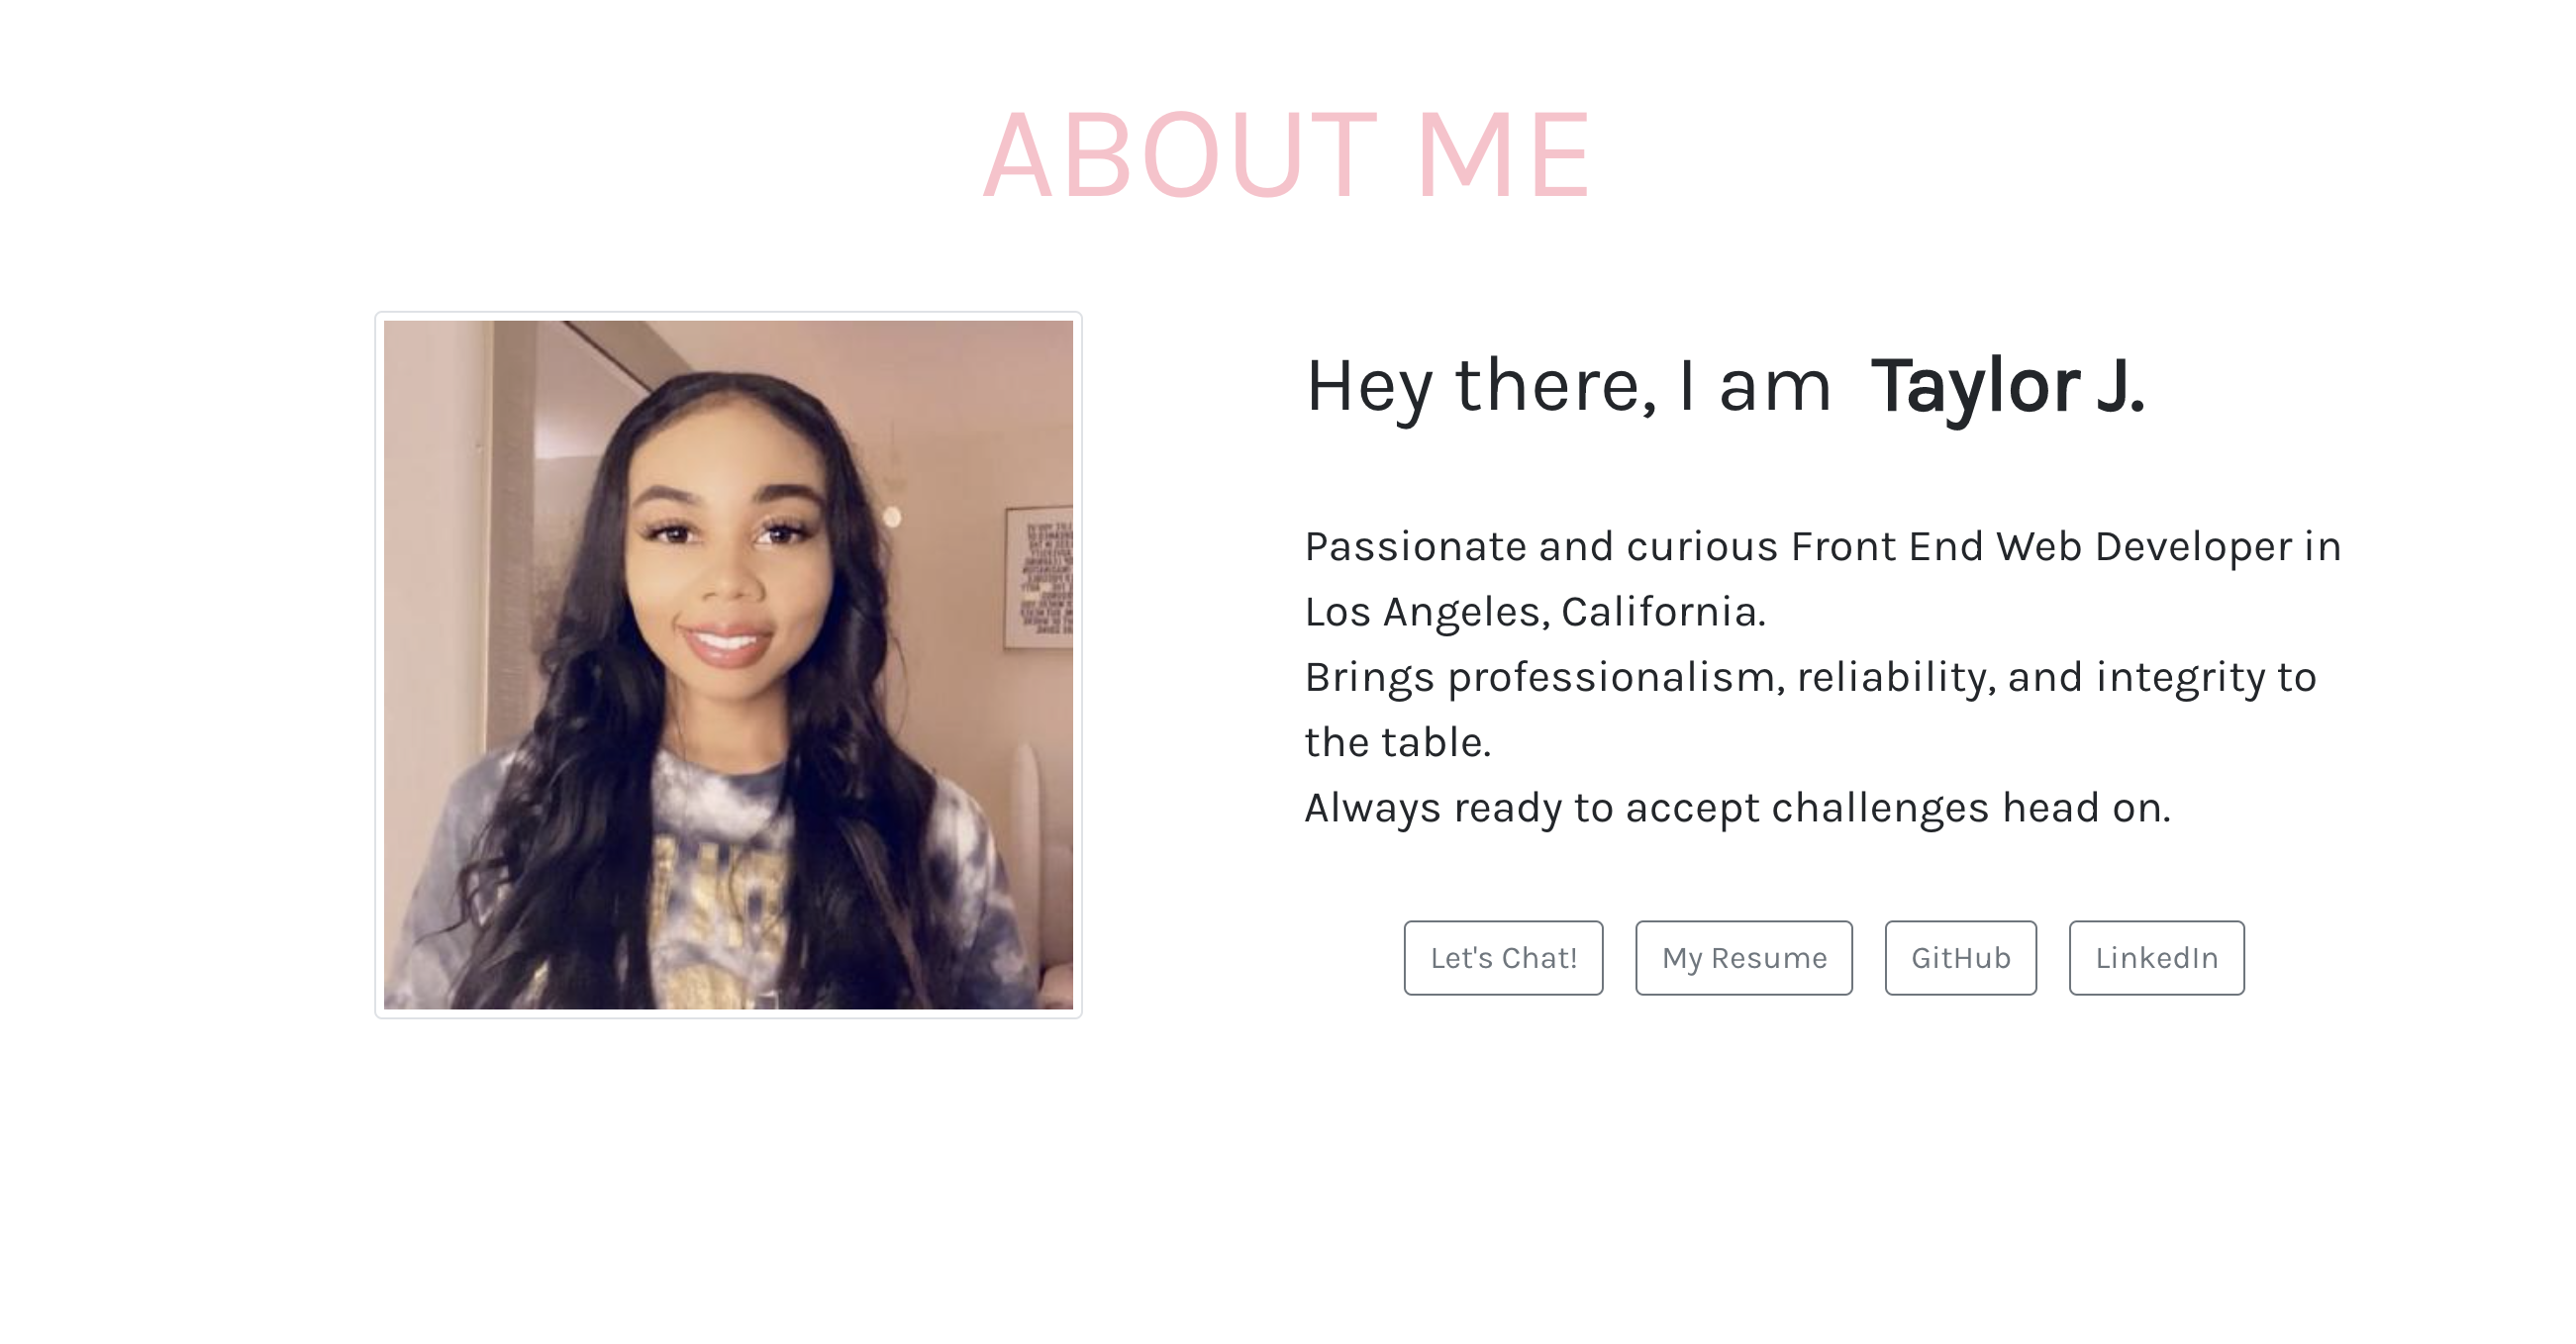 ABOUT ME
Hey there, I am Taylor J.
Passionate and curious Front End Web Developer in
Los Angeles, California.
Brings professionalism, reliability, and integrity to
the table.
Always ready to accept challenges head on.
Let's Chat!
My Resume
GitHub
LinkedIn